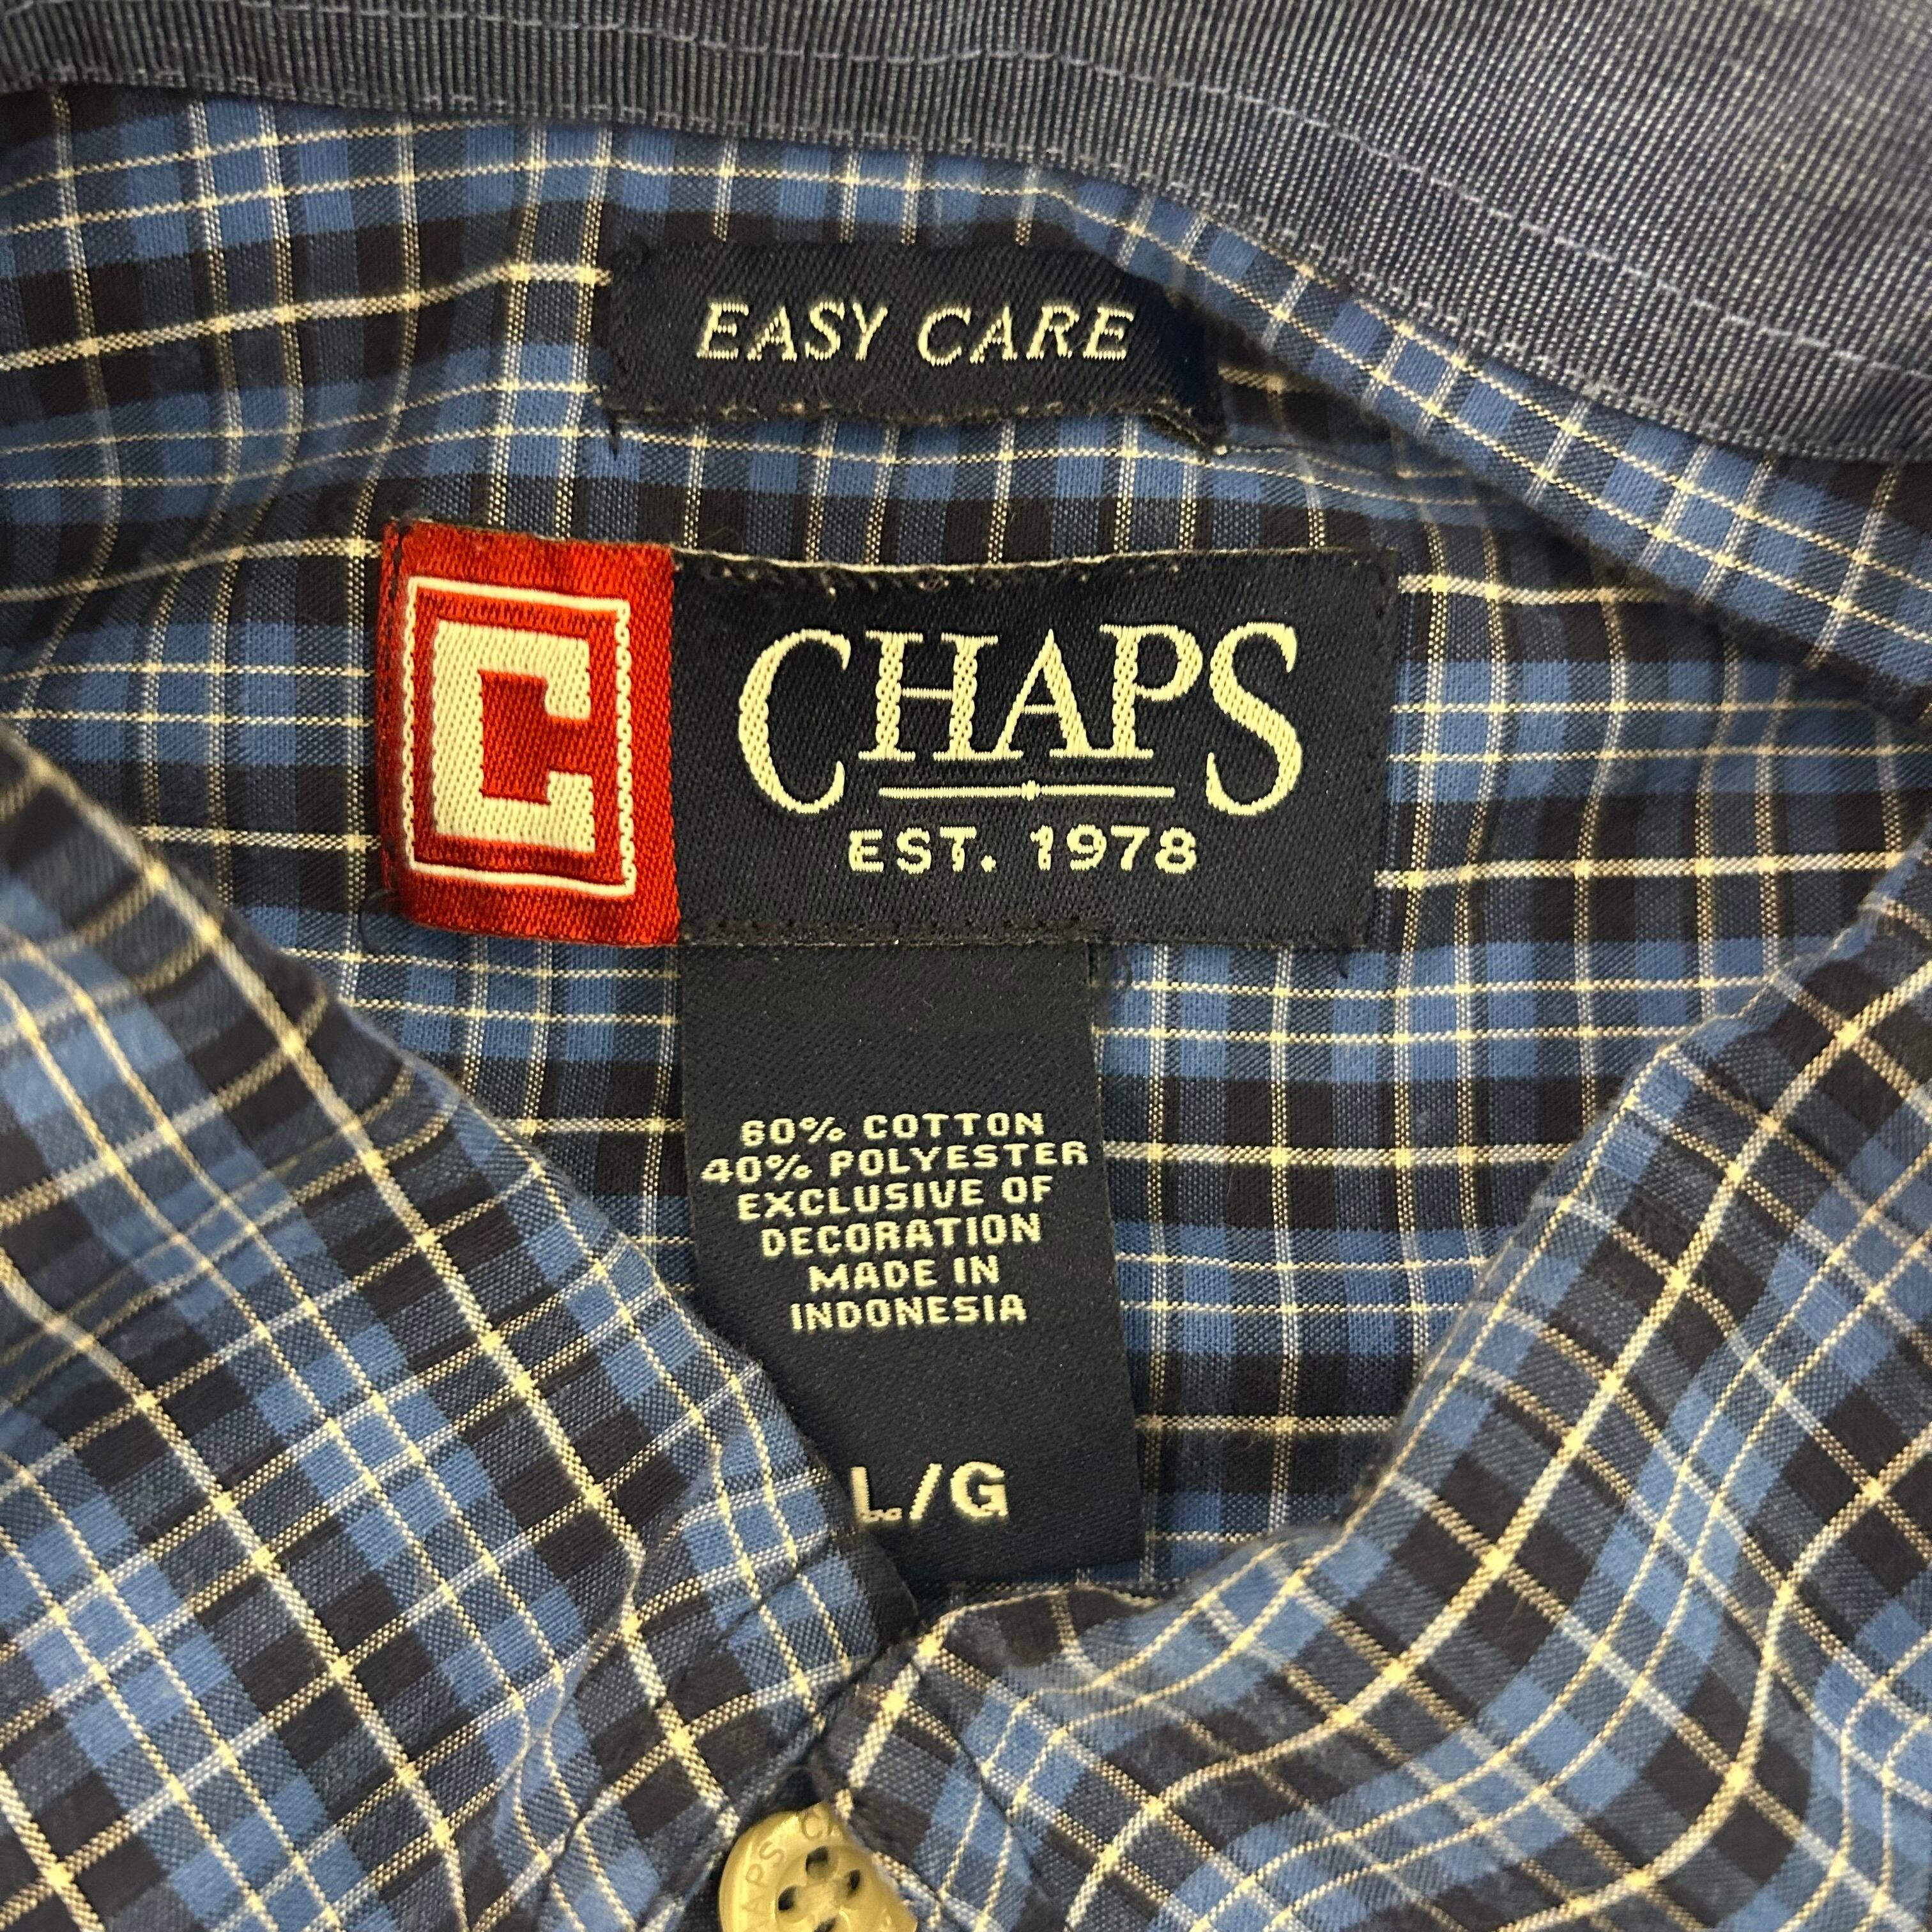 EASY CARE
C
CHAPS
EST. 1978
60% COTTON
40% POLYESTER
EXCLUSIVE OF
DECORATION
MADE IN
INDONESIA
L/G